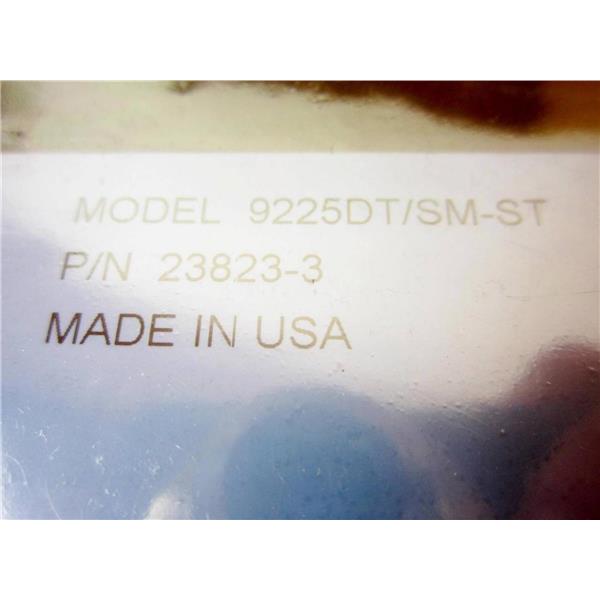 MODEL 9225DT/SM-ST
P/N 23823-3
MADE IN USA